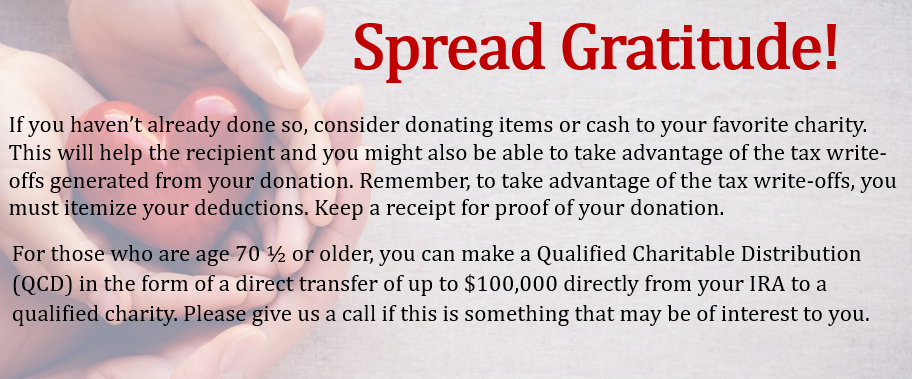 Spread Gratitude!
If you haven’t already done so, consider donating items or cash to your favorite charity.
This will help the recipient and you might also be able to take advantage of the tax write-
offs generated from your donation. Remember, to take advantage of the tax write-offs, you
must itemize your deductions. Keep a receipt for proof of your donation.
For those who are age 70 ½ or older, you can make a Qualified Charitable Distribution
(QCD) in the form of a direct transfer of up to $100,000 directly from your IRA to a
qualified charity. Please give us a call if this is something that may be of interest to you.